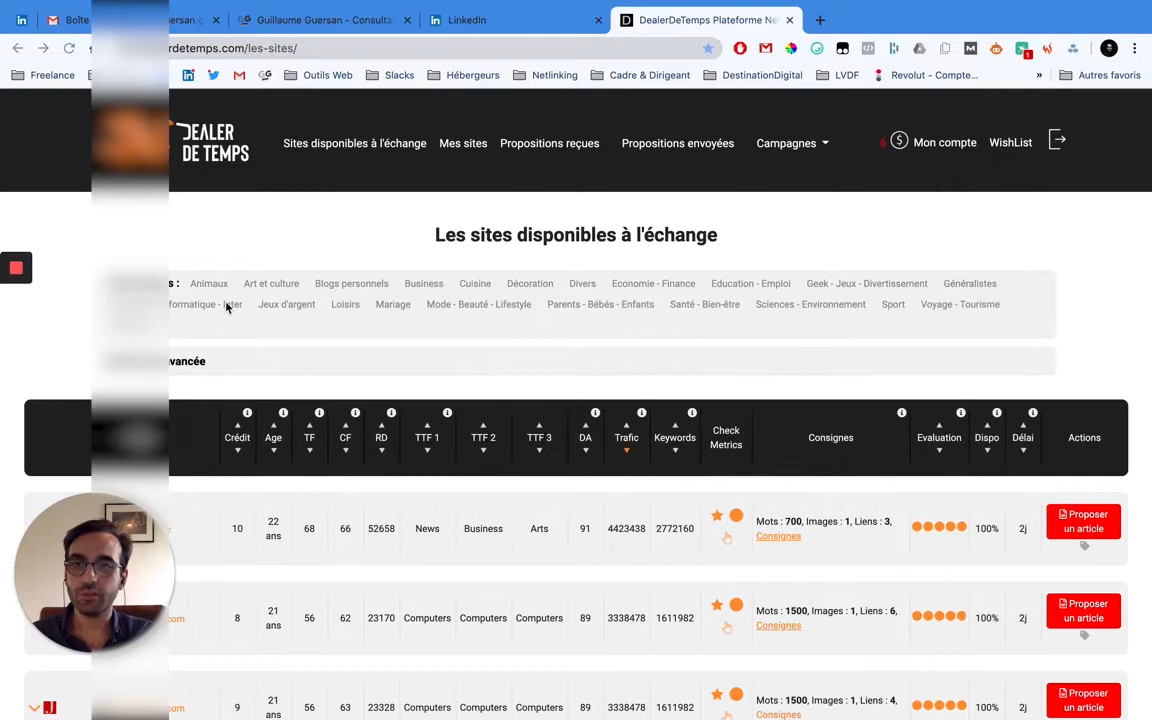 Boîte
uersan.g
Guillaume Guersan - Consulta
LinkedIn
DealerDeTemps Plateforme Ne
erdetemps.com/les-sites/
Freelance
Outils Web
Slacks
Hébergeurs
Netlinking
Cadre & Dirigeant
DestinationDigital
LVDF
Revolut - Compte...
»
Autres favoris
DEALER
DE TEMPS
Sites disponibles à l'échange
Mes sites
Propositions reçues
Propositions envoyées
Campagnes
6
Mon compte
WishList
Les sites disponibles à l'échange
s : Animaux Art et culture Blogs personnels Business Cuisine Décoration Divers Economie - Finance Education - Emploi Geek - Jeux - Divertissement Généralistes
formatique - Inter Jeux d'argent Loisirs Mariage Mode - Beauté - Lifestyle Parents - Bébés - Enfants Santé - Bien-être Sciences - Environnement Sport Voyage - Tourisme
vancée
Crédit Age TF CF RD TTF 1 TTF 2 TTF 3 DA Trafic Keywords Check Metrics Consignes Evaluation Dispo Délai Actions
10 22 ans 68 66 52658 News Business Arts 91 4423438 2772160 Mots : 700, Images : 1, Liens : 3, 100% 2j Proposer
Consignes un article
com 8 21 ans 56 62 23170 Computers Computers Computers 89 3338478 1611982 Mots : 1500, Images : 1, Liens : 6, 100% 2j Proposer
Consignes un article
J com 9 21 ans 56 63 23328 Computers Computers Computers 89 3338478 1611982 Mots : 1500, Images : 1, Liens : 4, 100% 2j Proposer
Consignes un article